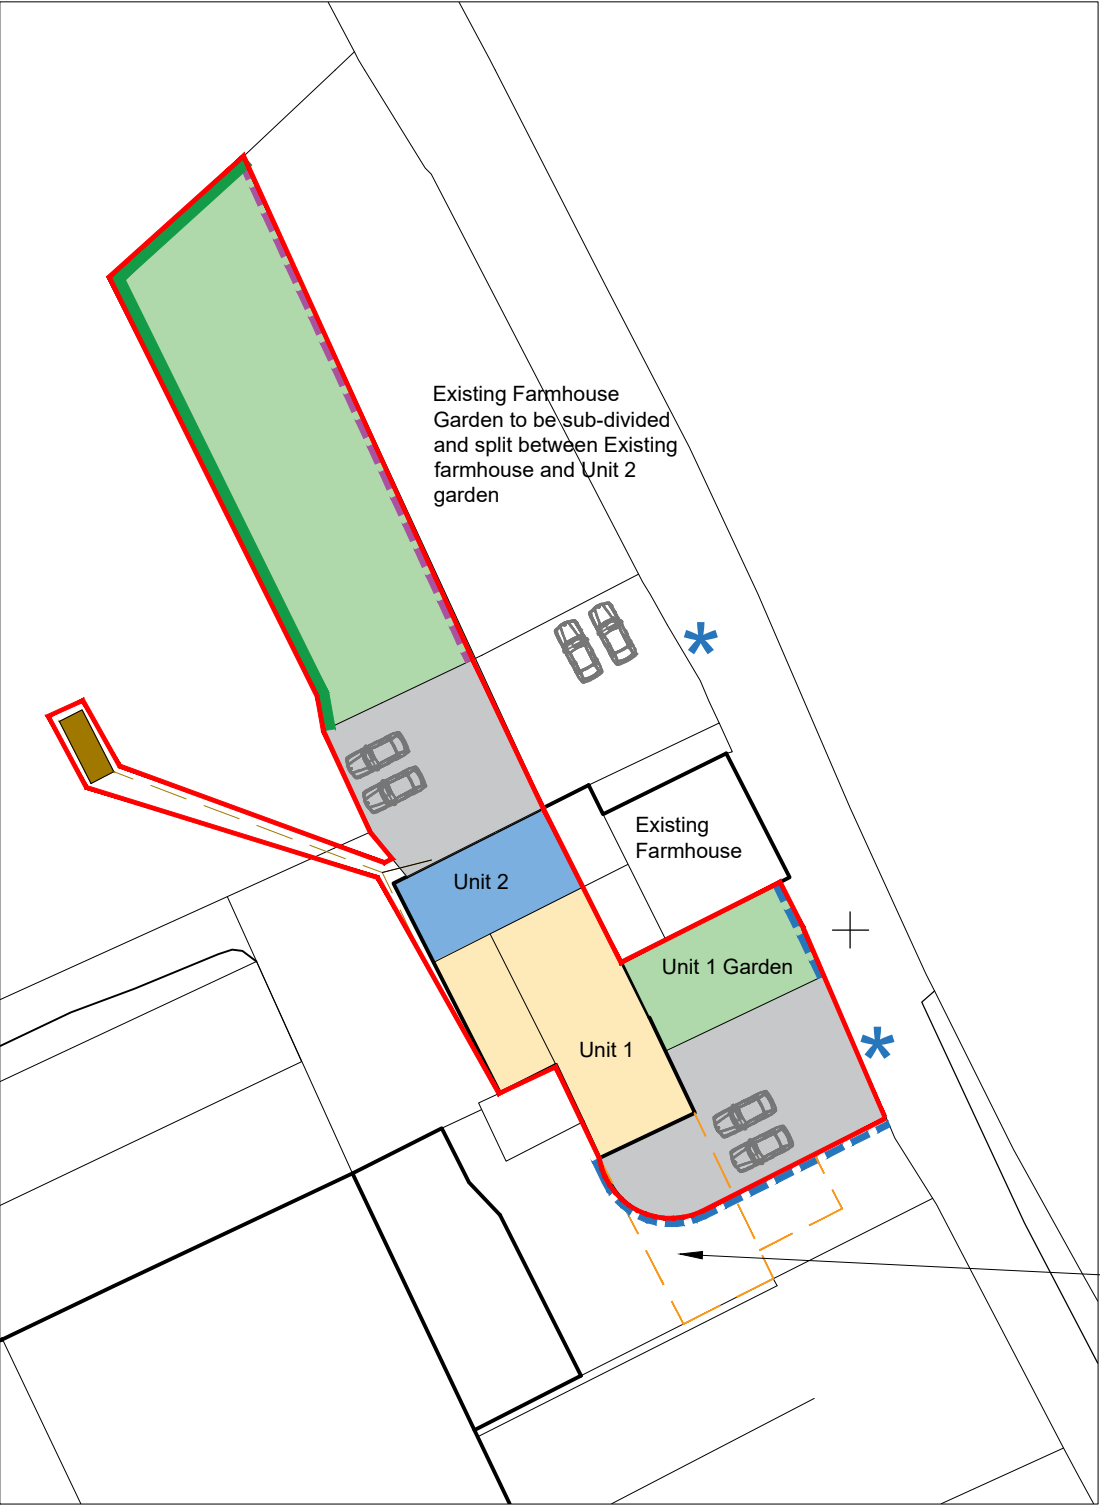 Existing Farmhouse
Garden to be sub-divided
and split between Existing
farmhouse and Unit 2
garden
Existing
Farmhouse
Unit 2
Unit 1 Garden
Unit 1